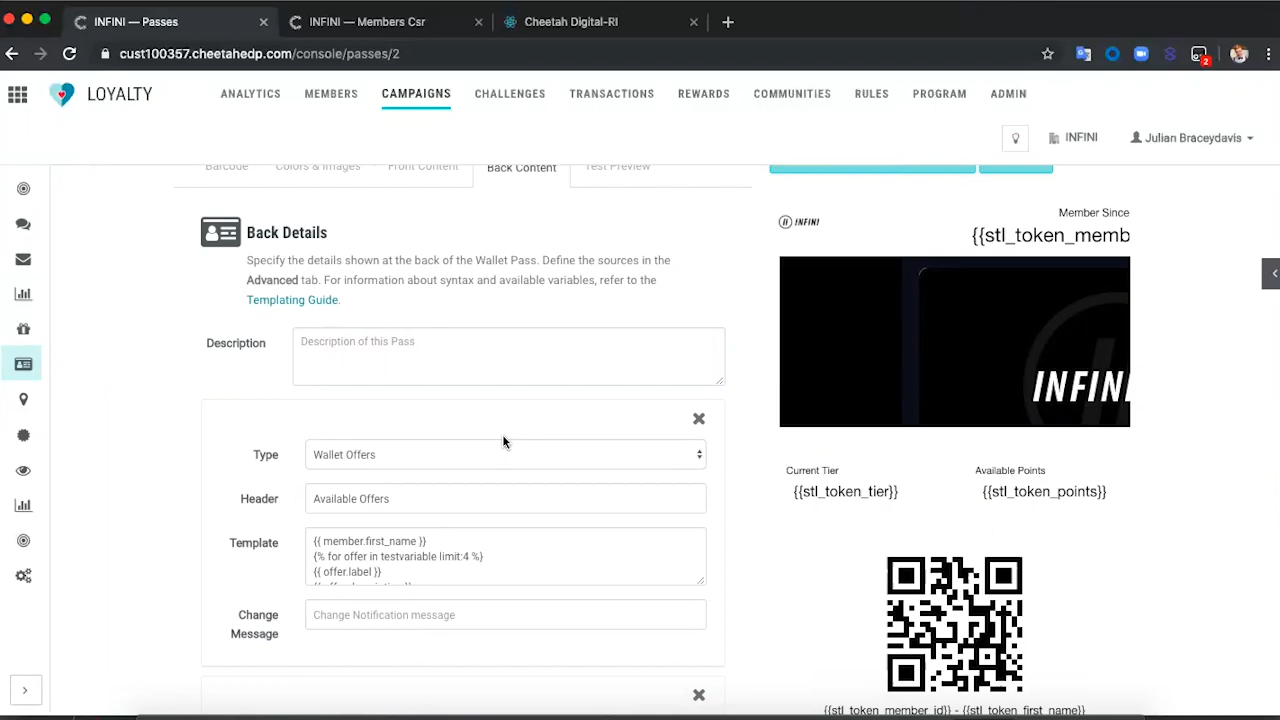 INFINI — Passes
INFINI — Members Csr
Cheetah Digital-RI
cust100357.cheetahedp.com/console/passes/2
2
LOYALTY
ANALYTICS
MEMBERS
CAMPAIGNS
CHALLENGES
TRANSACTIONS
REWARDS
COMMUNITIES
RULES
PROGRAM
ADMIN
INFINI
Julian Braceydavis
Barcode
Colors & Images
Front Content
Back Content
Test Preview
Back Details
Specify the details shown at the back of the Wallet Pass. Define the sources in the
Advanced tab. For information about syntax and available variables, refer to the
Templating Guide.
Description
Description of this Pass
Type
Wallet Offers
Header
Available Offers
Template
{{ member.first_name }}
{% for offer in testvariable limit:4 %}
{{ offer.label }}
Change
Message
Change Notification message
INFINI
Member Since
{{stl_token_memb
INFINI
Current Tier
{{stl_token_tier}}
Available Points
{{stl_token_points}}
{{stl_token_member_id}} - {{stl_token_first_name}}